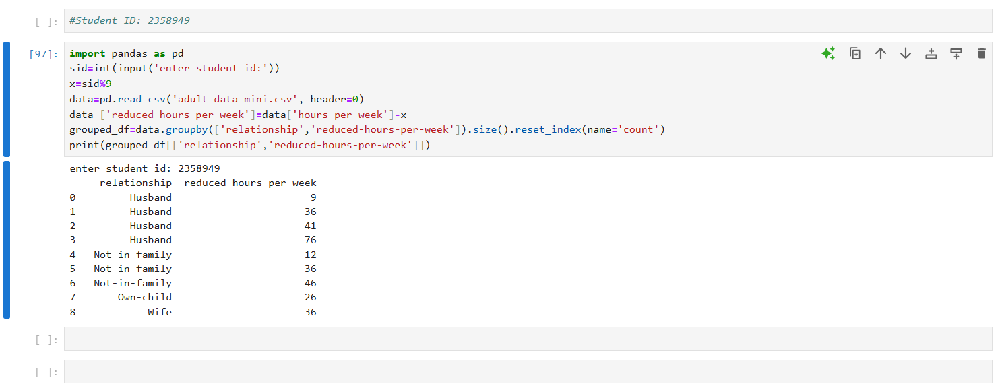 [ ]: #Student ID: 2358949
[97]: import pandas as pd
sid=int(input('enter student id:'))
x=sid%9
data=pd.read_csv('adult_data_mini.csv', header=0)
data ['reduced-hours-per-week']=data['hours-per-week']-x
grouped_df=data.groupby(['relationship','reduced-hours-per-week']).size().reset_index(name='count')
print(grouped_df[['relationship','reduced-hours-per-week']])
enter student id: 2358949
relationship reduced-hours-per-week
0 Husband 9
1 Husband 36
2 Husband 41
3 Husband 76
4 Not-in-family 12
5 Not-in-family 36
6 Not-in-family 46
7 Own-child 26
8 Wife 36
[ ]:
[ ]: